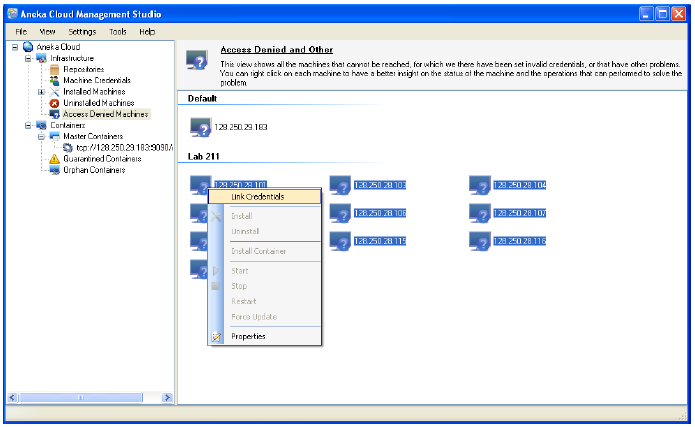 Aneka Cloud Management Studio
File View Settings Tools Help
Aneka Cloud
Infrastructure
Repositories
Machine Credentials
Installed Machines
Uninstalled Machines
Access Denied Machines
Containers
Master Containers
tcp://128.250.29.183:9090/
Quarantined Containers
Orphan Containers
Access Denied and Other
This view shows all the machines that cannot be reached, for which we there have been set invalid credentials, or that have other problems.
You can right click on each machine to have a better insight on the status of the machine and the operations that can performed to solve the
problem.
Default
128.250.29.183
Lab 211
128.250.28.101 128.250.28.103 128.250.28.104
128.250.28.106 128.250.28.107
128.250.28.115 128.250.28.116
Link Credentials
Install
Uninstall
Install Container
Start
Stop
Restart
Force Update
Properties